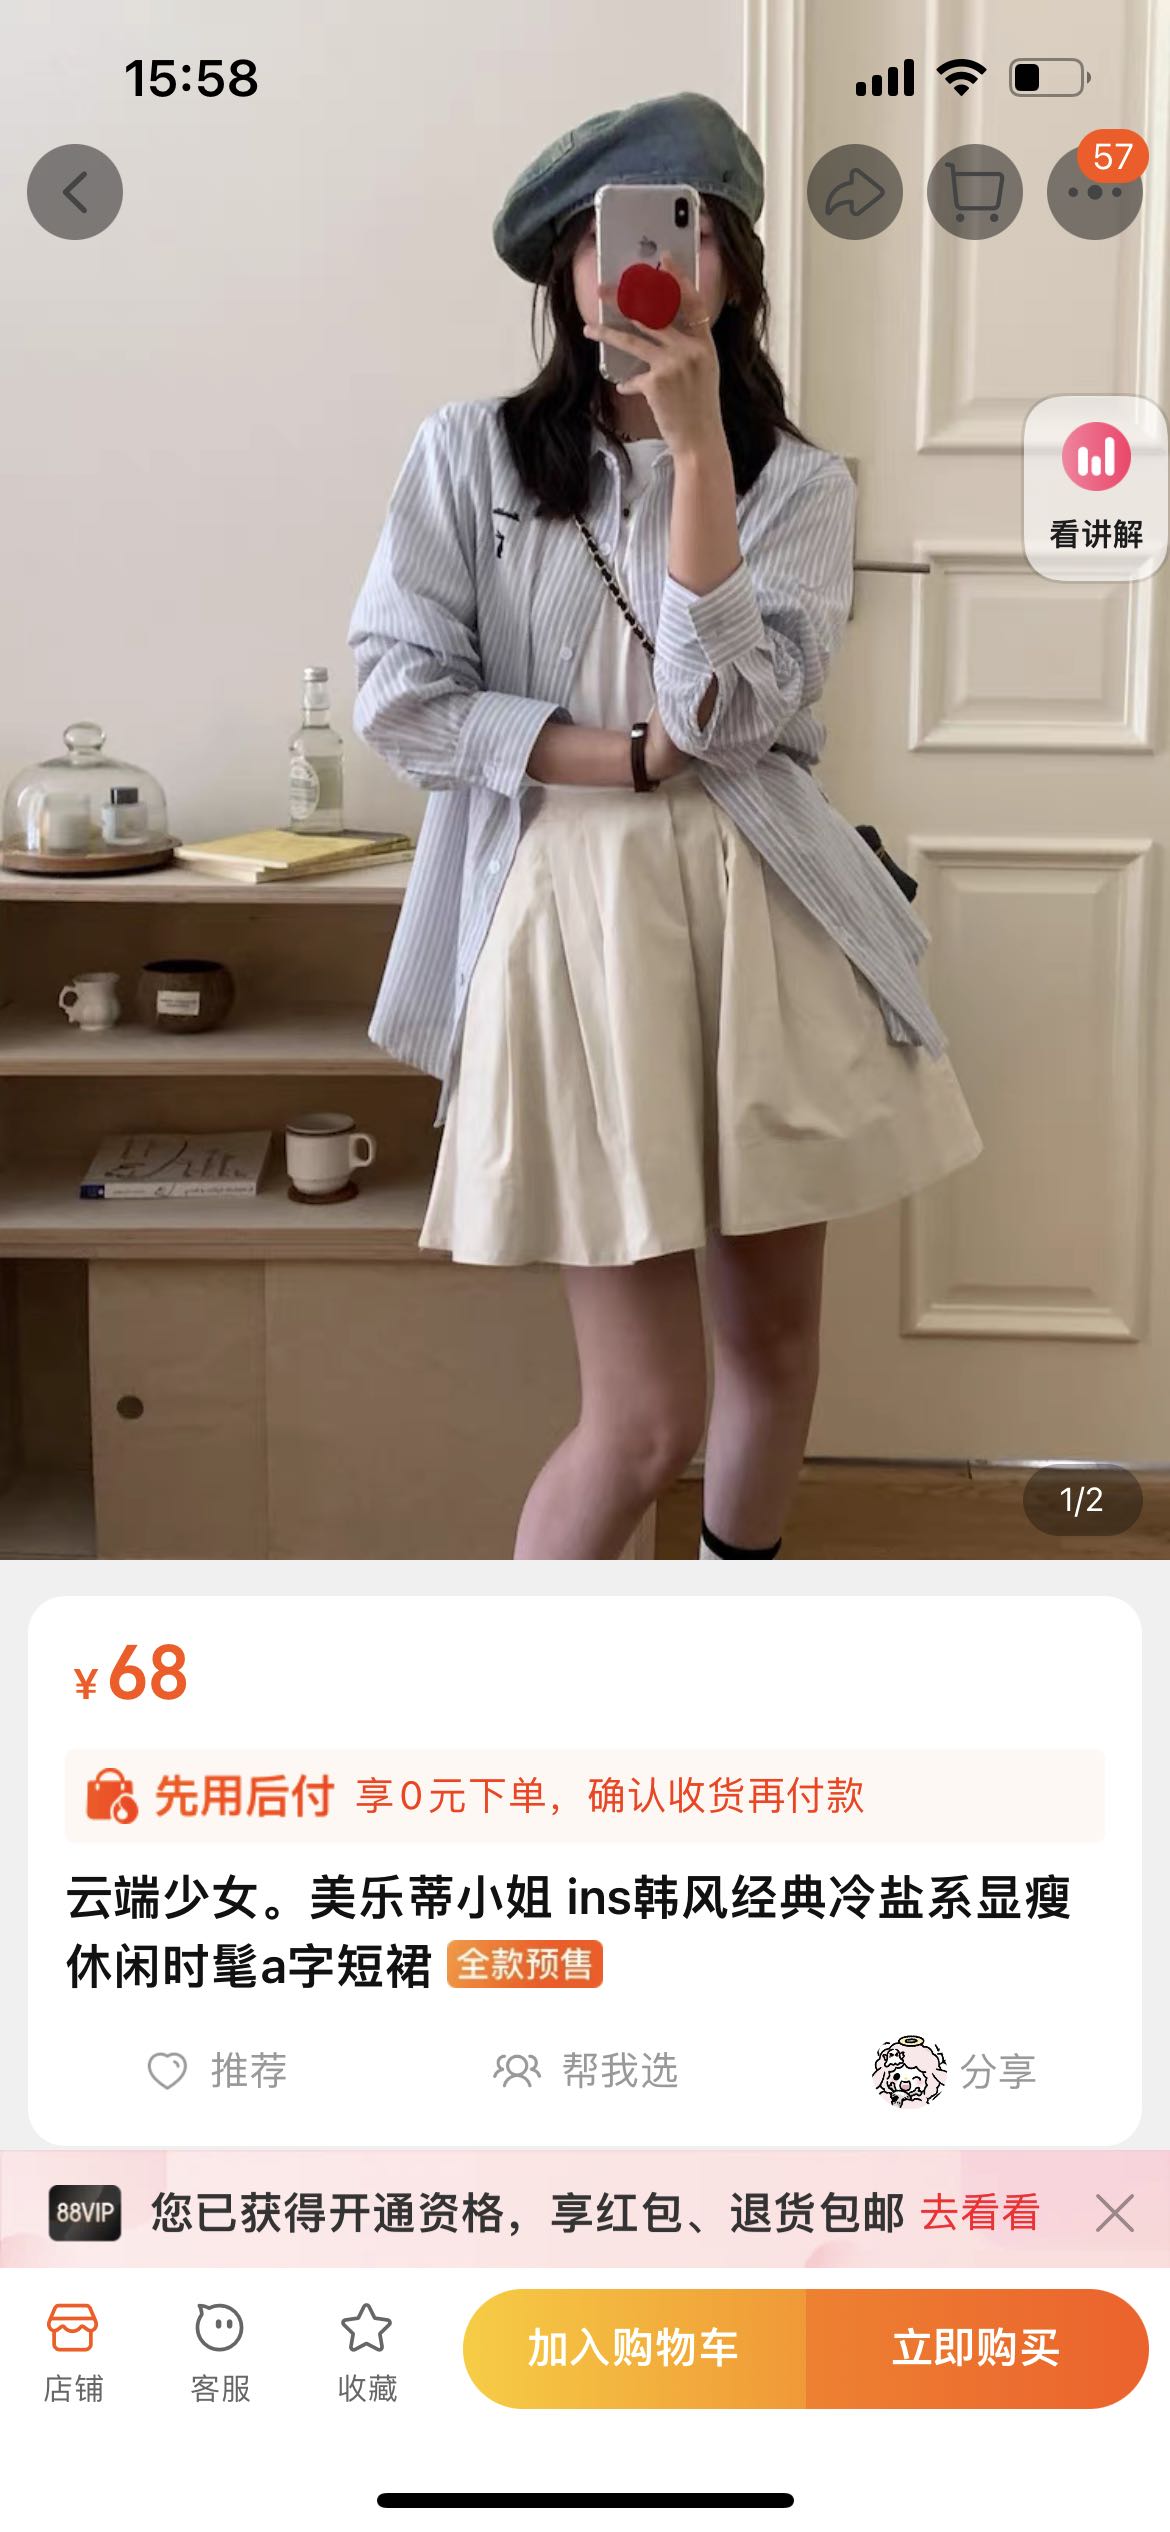 15:58
57
看讲解
1/2
¥68
先用后付 享0元下单，确认收货再付款
云端少女。美乐蒂小姐 ins韩风经典冷盐系显瘦
休闲时髦a字短裙 全款预售
推荐 帮我选 分享
88VIP 您已获得开通资格，享红包、退货包邮 去看看
店铺 客服 收藏 加入购物车 立即购买